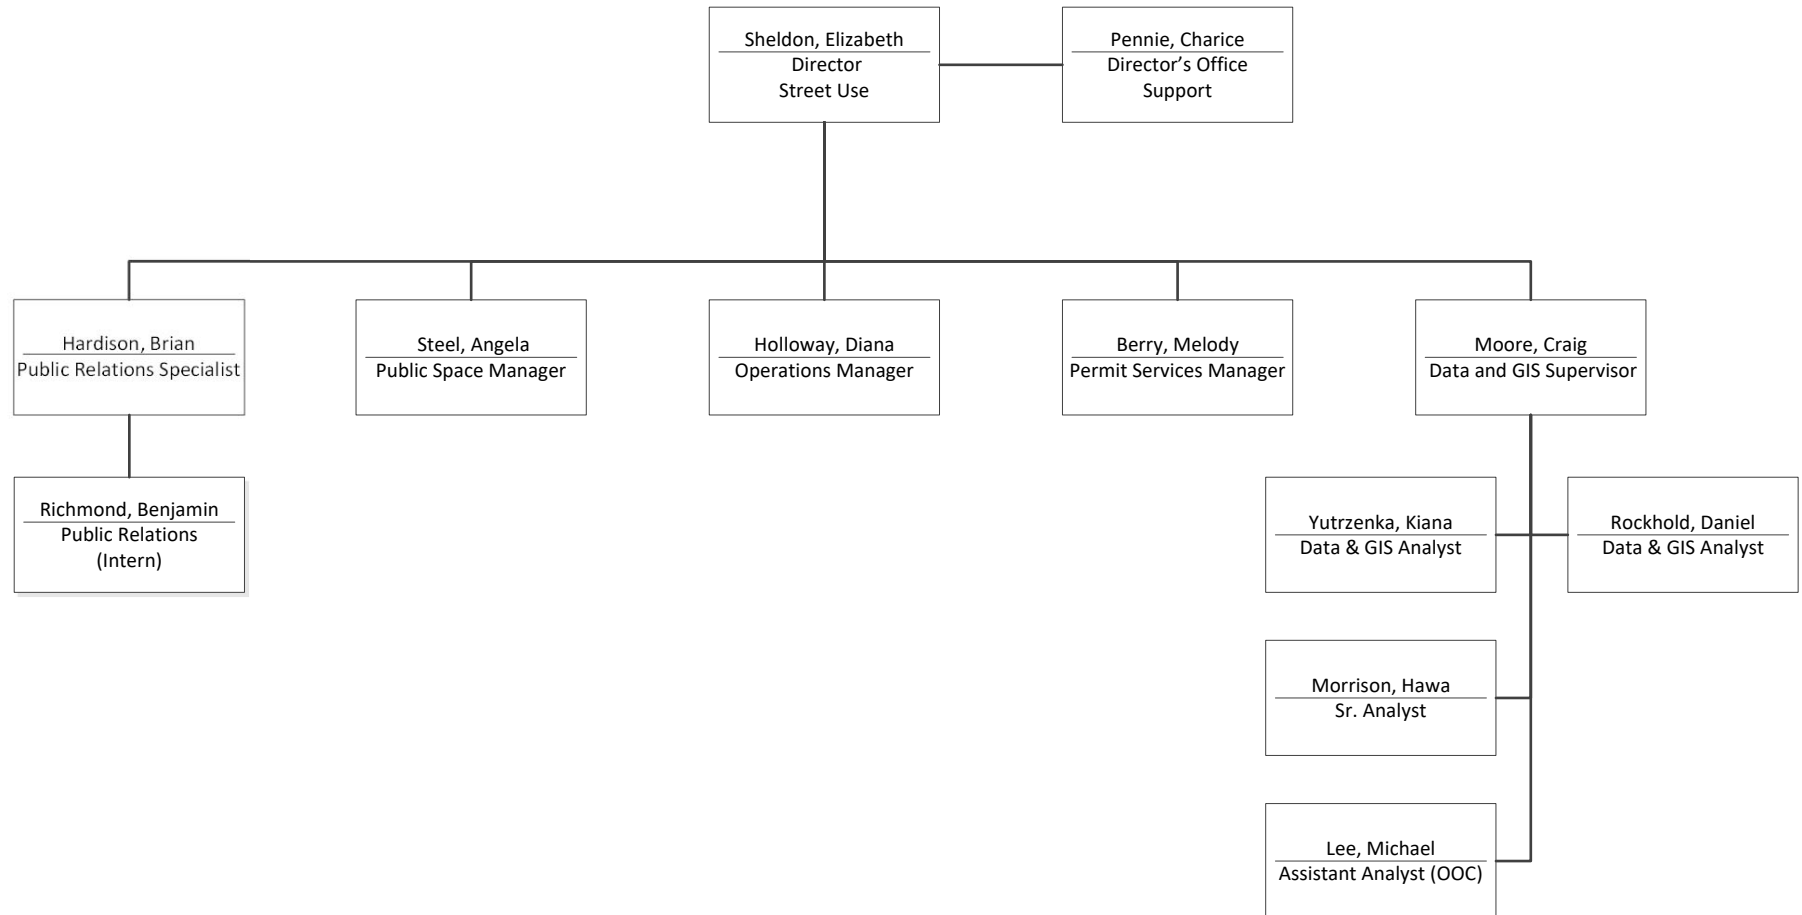 Sheldon, Elizabeth
Director
Street Use
Pennie, Charice
Director’s Office
Support
Hardison, Brian
Public Relations Specialist
Steel, Angela
Public Space Manager
Holloway, Diana
Operations Manager
Berry, Melody
Permit Services Manager
Moore, Craig
Data and GIS Supervisor
Richmond, Benjamin
Public Relations
(Intern)
Yutrzenka, Kiana
Data & GIS Analyst
Rockhold, Daniel
Data & GIS Analyst
Morrison, Hawa
Sr. Analyst
Lee, Michael
Assistant Analyst (OOC)